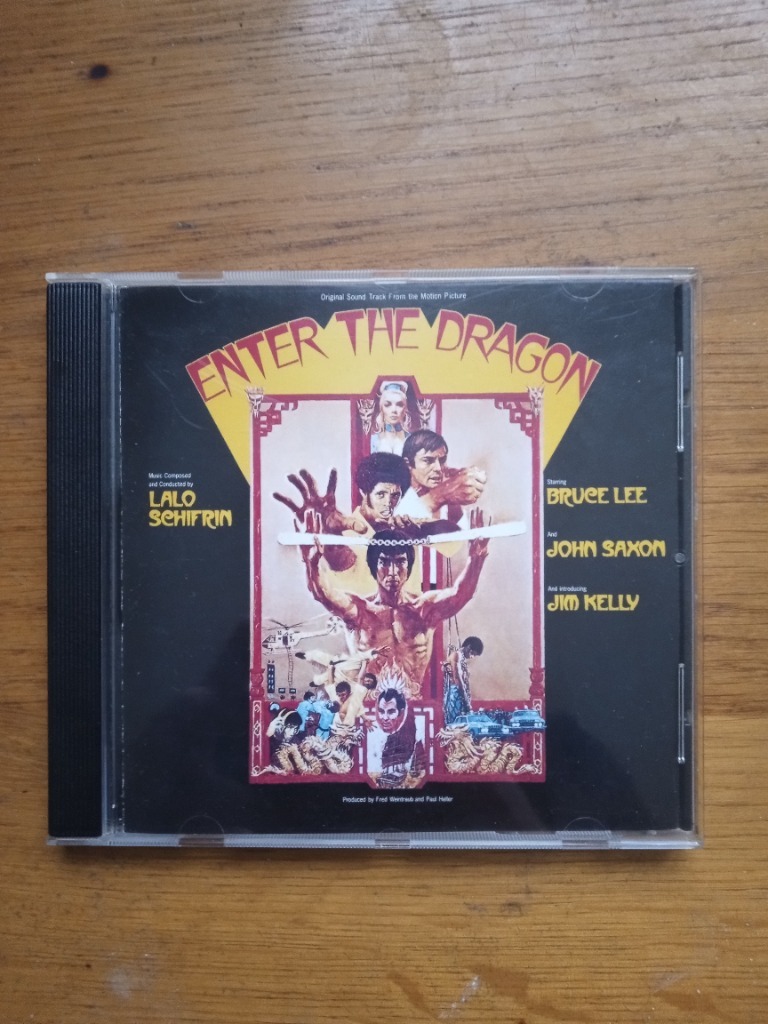 Original Sound Track From the Motion Picture
ENTER THE DRAGON
Music Composed
and Conducted by
LALO
SCHIFRIN
Starring
BRUCE LEE
And
JOHN SAXON
And Introducing
JIM KELLY
Produced by Fred Weintraub and Paul Heller